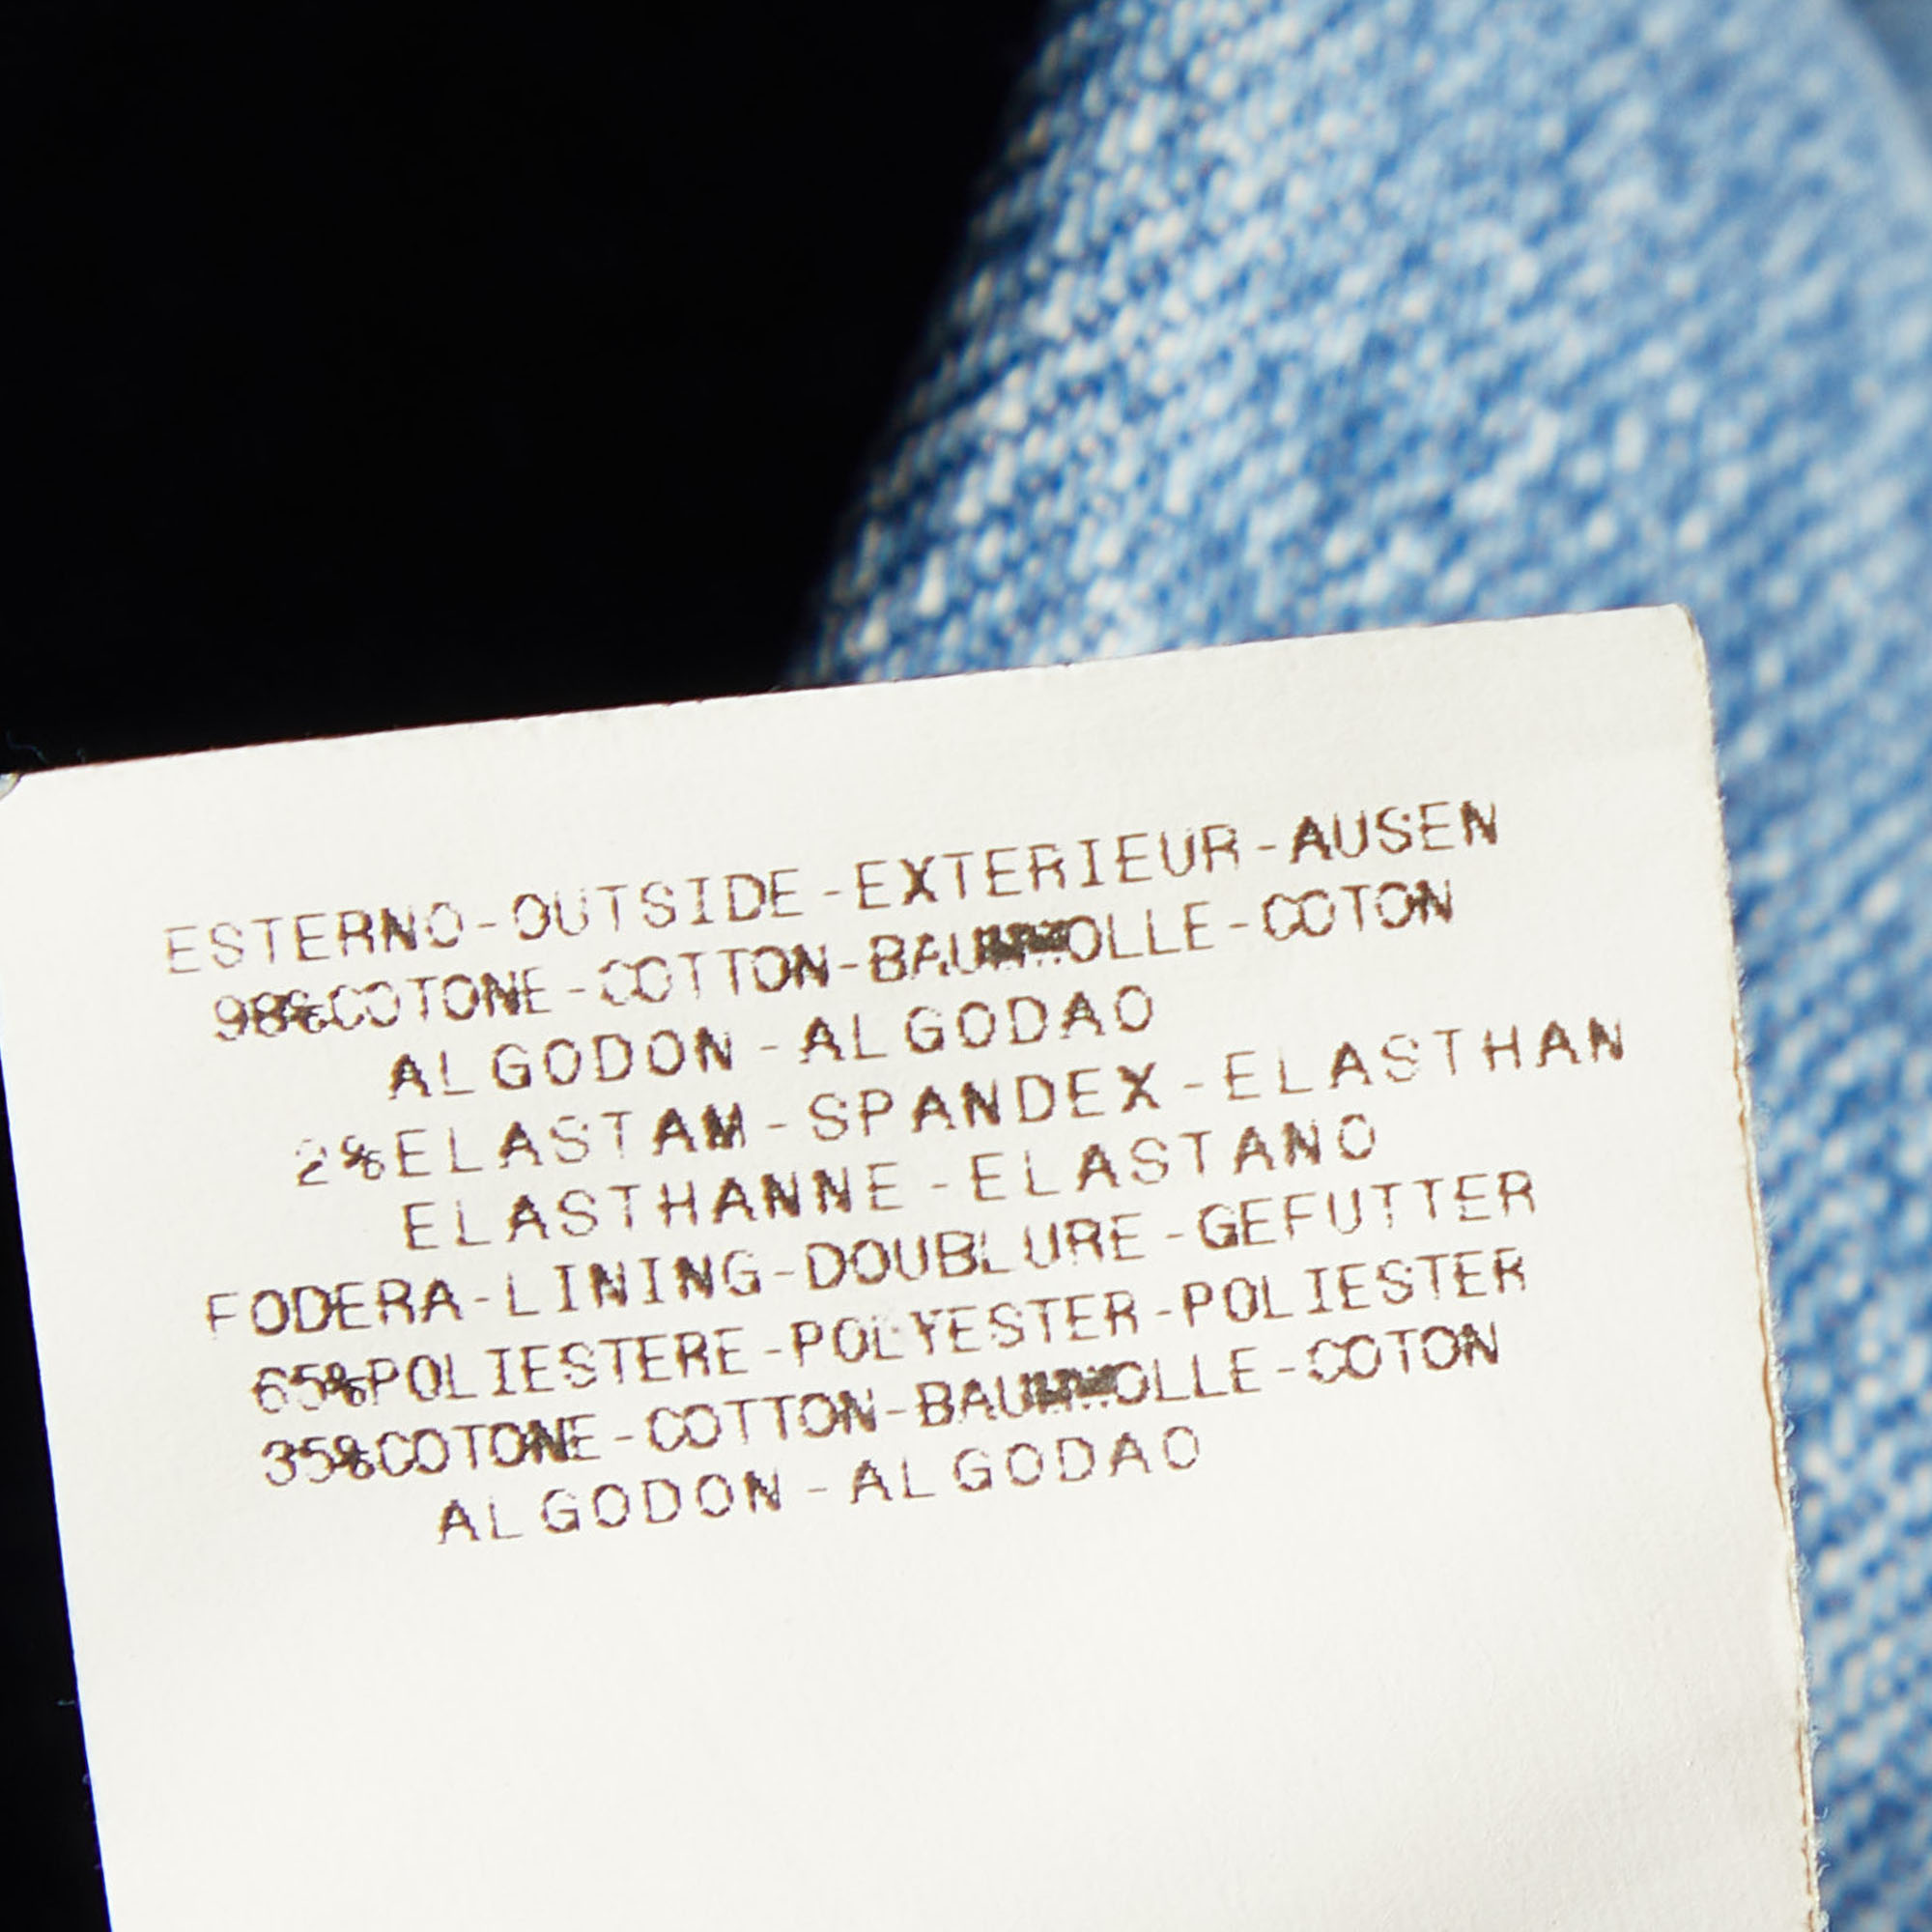 ESTERNO-OUTSIDE-EXTERIEUR-AUSEN
98%COTONE-COTTON-BAUMWOLLE-COTON
ALGODON-ALGODAO
2%ELASTAM-SPANDEX-ELASTHAN
ELASTHANNE-ELASTANO
FODERA-LINING-DOUBLURE-GEFUTTER
65%POLIESTERE-POLYESTER-POLIESTER
35%COTONE-COTTON-BAUMWOLLE-COTON
ALGODON-ALGODAO